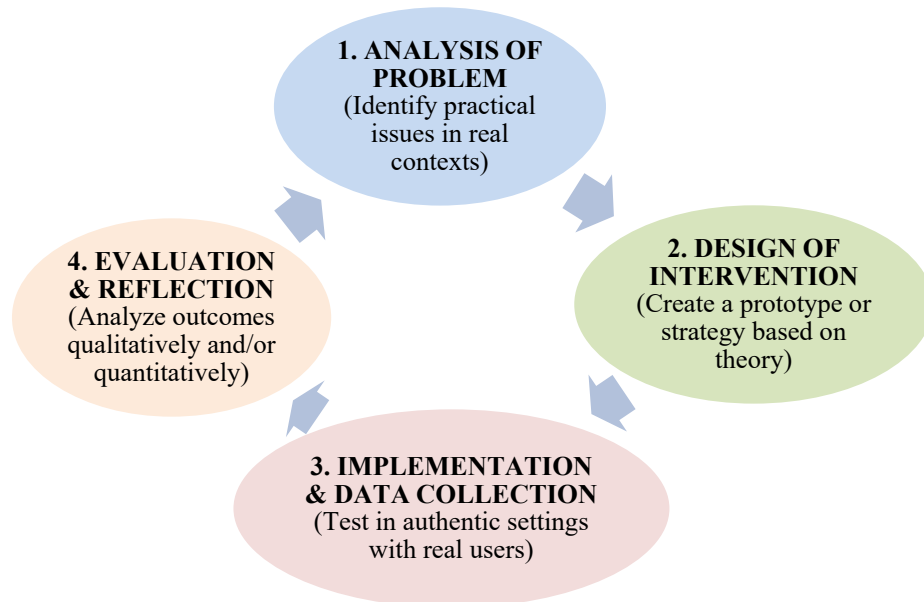 1. ANALYSIS OF
PROBLEM
(Identify practical
issues in real
contexts)
2. DESIGN OF
INTERVENTION
(Create a prototype or
strategy based on
theory)
3. IMPLEMENTATION
& DATA COLLECTION
(Test in authentic settings
with real users)
4. EVALUATION
& REFLECTION
(Analyze outcomes
qualitatively and/or
quantitatively)